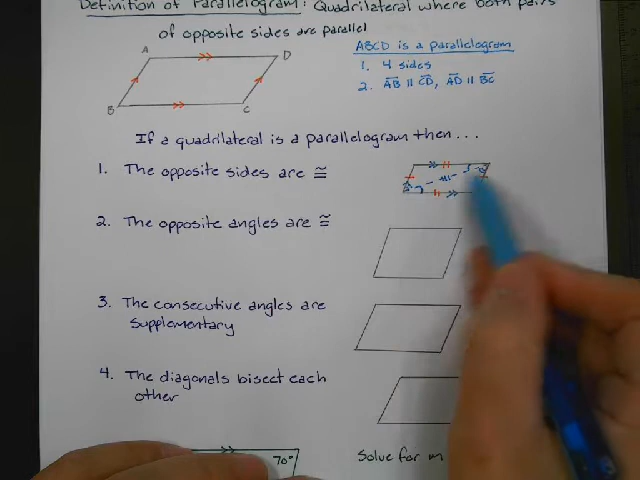 Definition of Parallelogram: Quadrilateral where both pairs
of opposite sides are parallel
A
D
B
C
ABCD is a parallelogram
1. 4 sides
2. AB || CD, AD || BC
If a quadrilateral is a parallelogram then...
1. The opposite sides are ≅
2. The opposite angles are ≅
3. The consecutive angles are
supplementary
4. The diagonals bisect each
other
70°
Solve for m